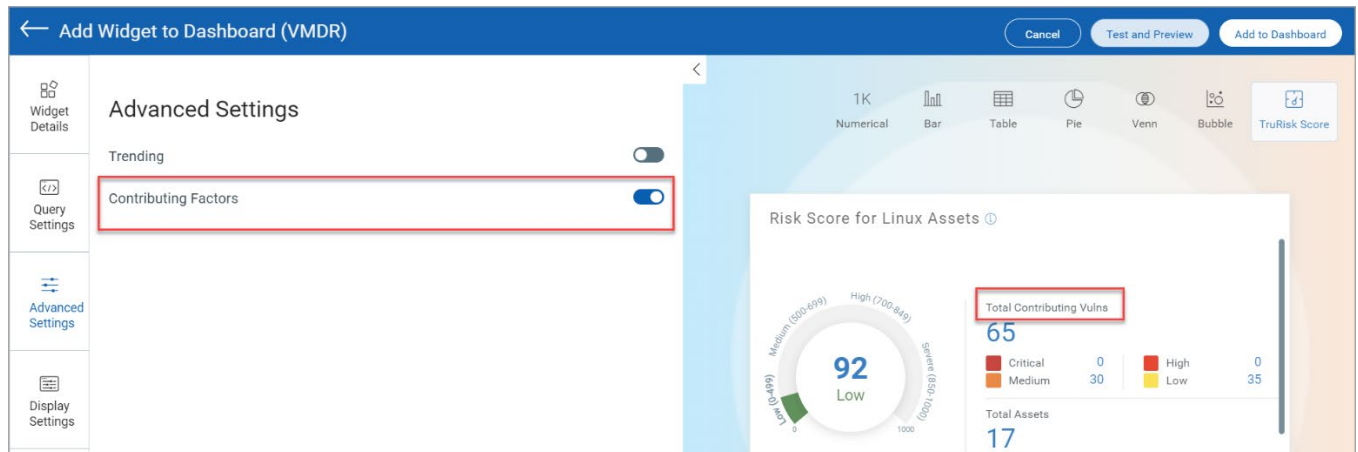 Add Widget to Dashboard (VMDR)
Cancel
Test and Preview
Add to Dashboard
Widget
Details
Query
Settings
Advanced
Settings
Display
Settings
Advanced Settings
Trending
Contributing Factors
1K
Numerical
Bar
Table
Pie
Venn
Bubble
TruRisk Score
Risk Score for Linux Assets
Low (0-499)
Medium (500-699)
High (700-849)
Severe (850-1000)
92
Low
0
1000
Total Contributing Vulns
65
Critical 0
High 0
Medium 30
Low 35
Total Assets
17